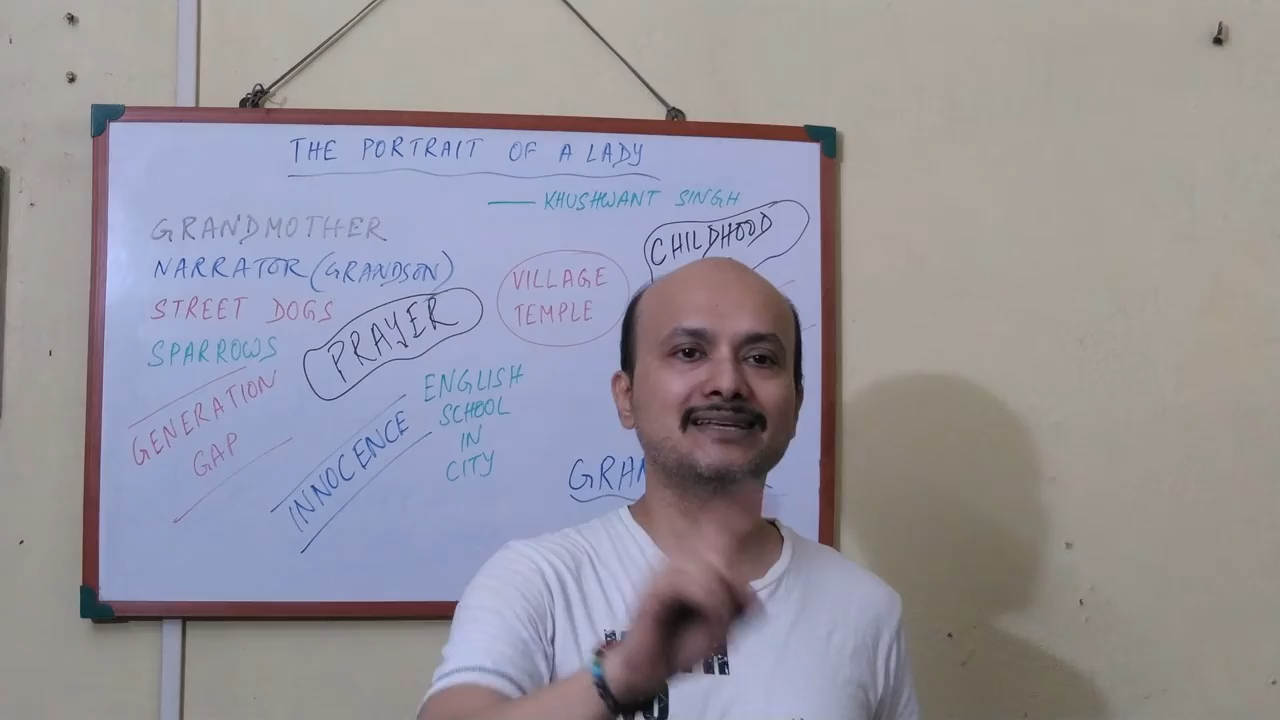 THE PORTRAIT OF A LADY
— KHUSHWANT SINGH
GRANDMOTHER
NARRATOR (GRANDSON)
STREET DOGS
SPARROWS
GENERATION
GAP
PRAYER
INNOCENCE
VILLAGE
TEMPLE
ENGLISH
SCHOOL
IN
CITY
CHILDHOOD